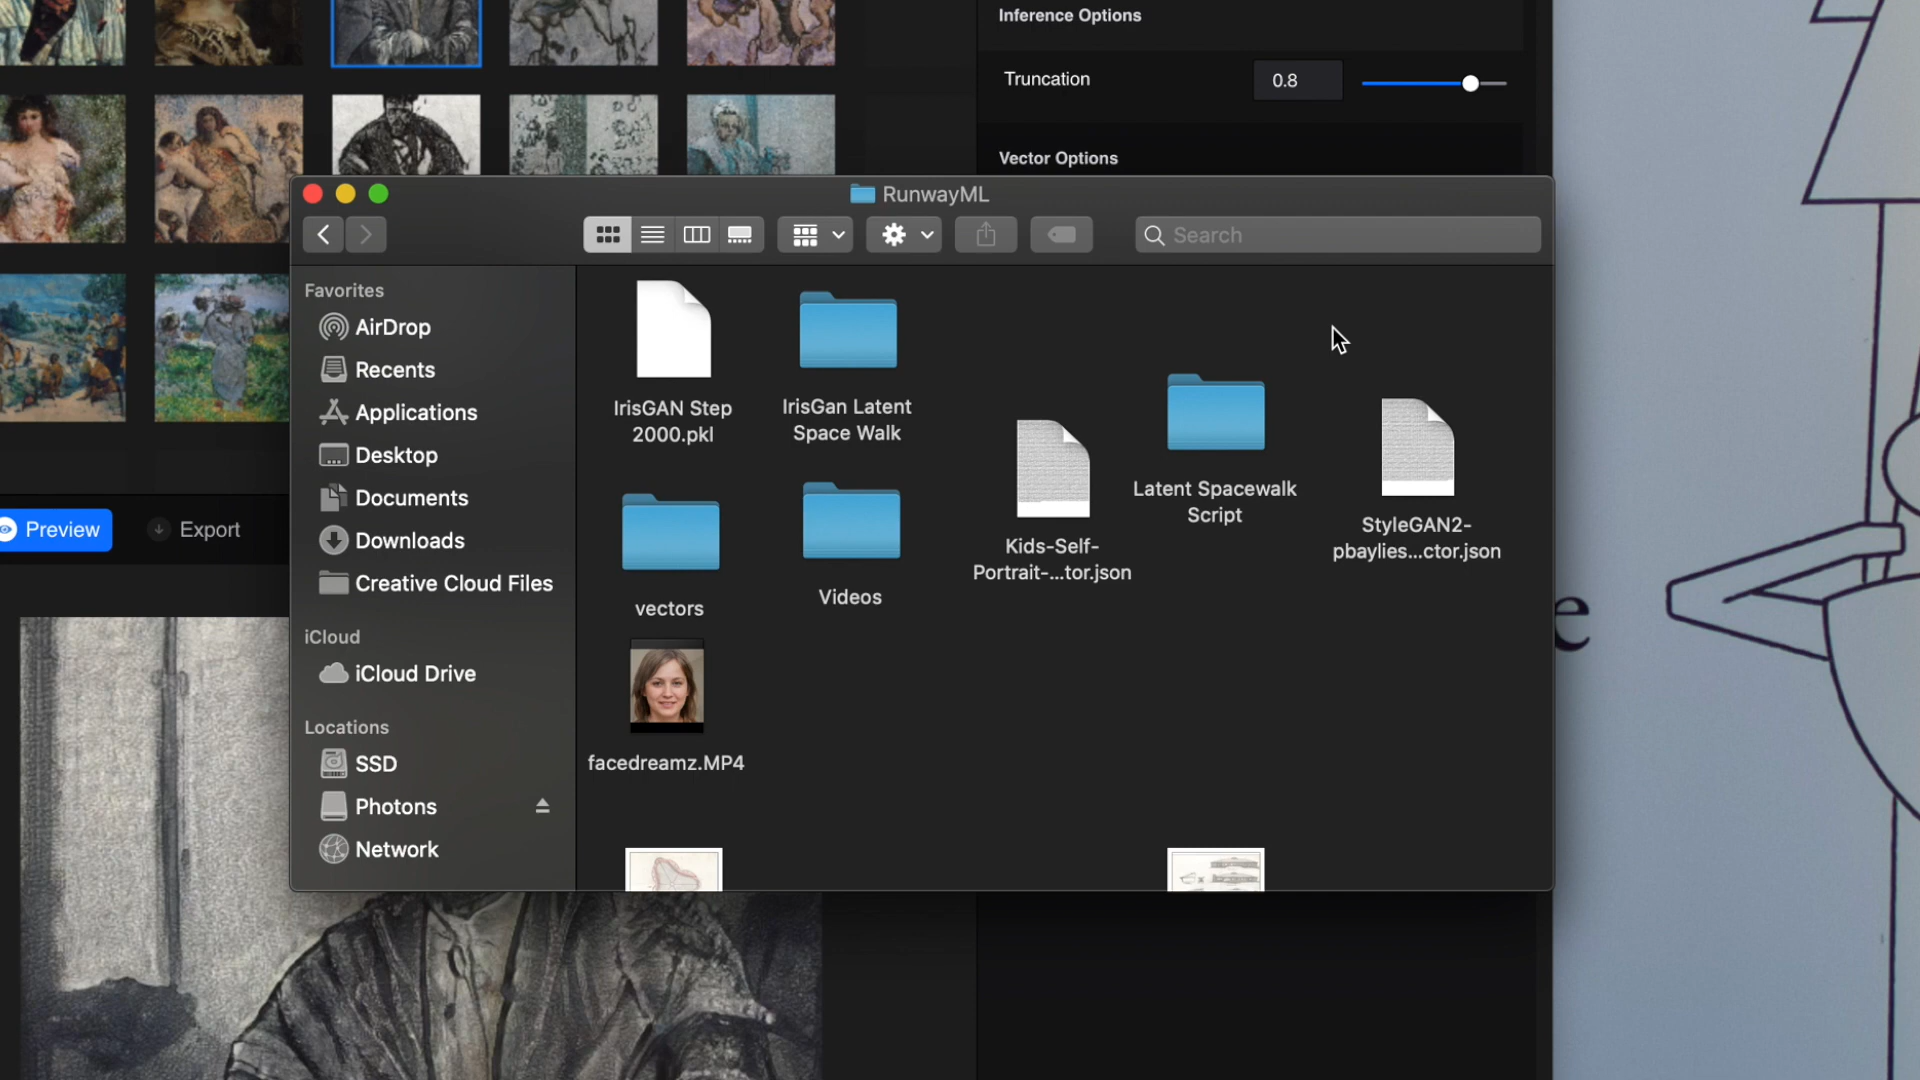 Inference Options
Truncation
0.8
Vector Options
RunwayML
Search
Favorites
AirDrop
Recents
Applications
Desktop
Documents
Downloads
Creative Cloud Files
iCloud
iCloud Drive
Locations
SSD
Photons
Network
IrisGAN Step
2000.pkl
IrisGan Latent
Space Walk
Kids-Self-
Portrait-...tor.json
Latent Spacewalk
Script
StyleGAN2-
pbaylies...ctor.json
vectors
Videos
facedreamz.MP4
Preview
Export
e